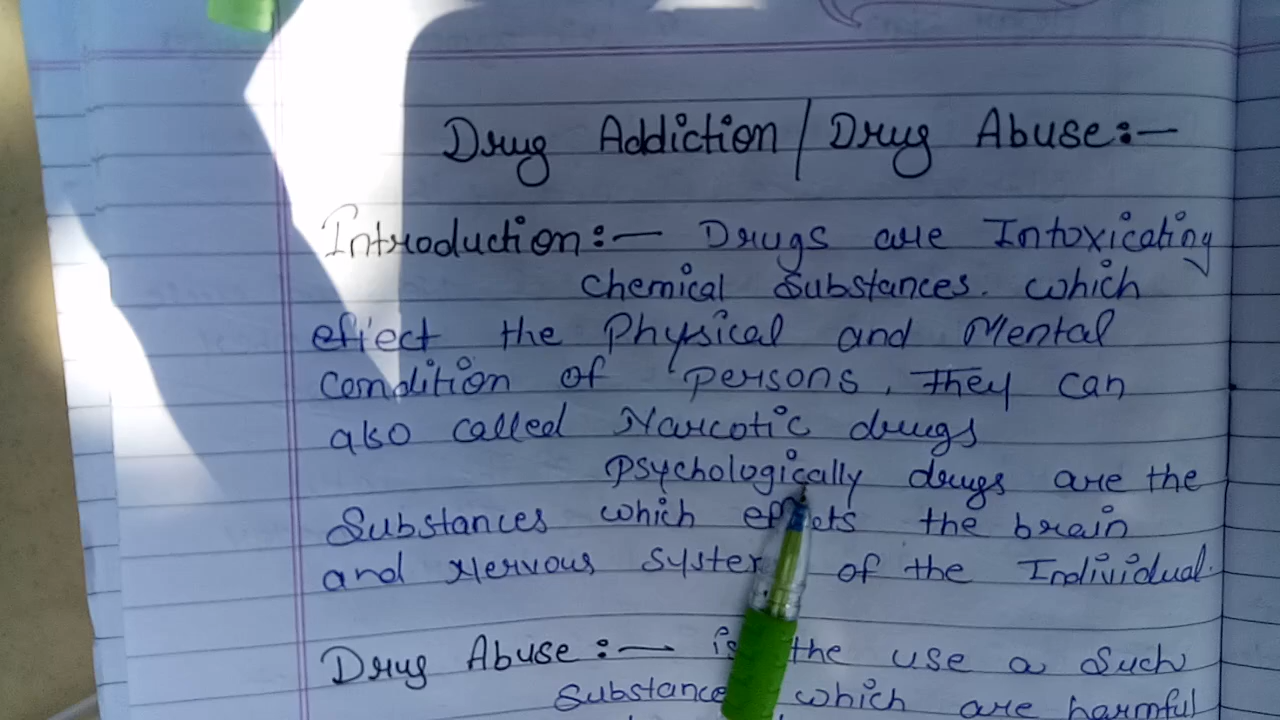 Drug Addiction / Drug Abuse:—
Introduction:— Drugs are Intoxicating
chemical substances. which
effect the Physical and Mental
condition of persons, They can
also called Narcotic drugs
Psychologically drugs are the
Substances which effects the brain
and Nervous System of the Individual.
Drug Abuse:— is the use a such
substance which are harmful